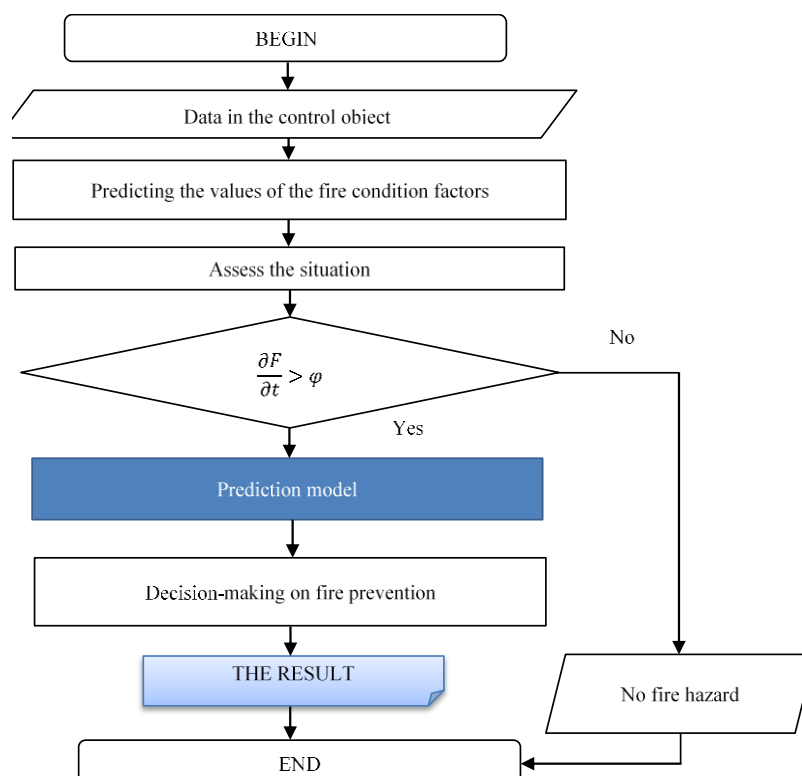 BEGIN
Data in the control object
Predicting the values of the fire condition factors
Assess the situation
No
∂F/∂t > φ
Yes
Prediction model
Decision-making on fire prevention
THE RESULT
No fire hazard
END